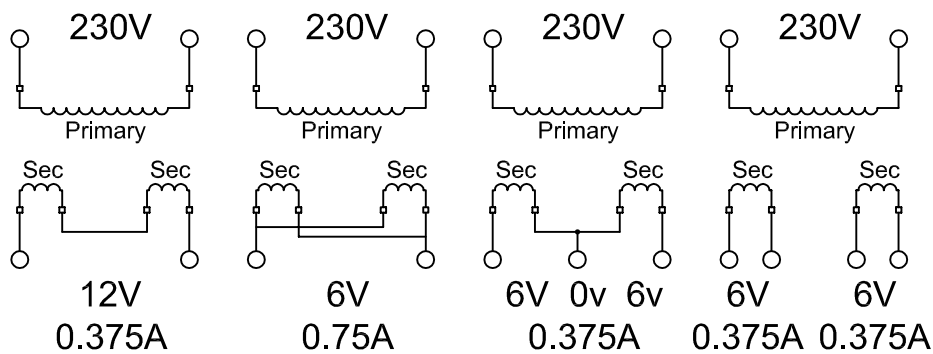 230V 230V 230V 230V
Primary Primary Primary Primary
Sec Sec Sec Sec Sec Sec Sec Sec
12V 6V 6V 0v 6v 6V 6V
0.375A 0.75A 0.375A 0.375A 0.375A